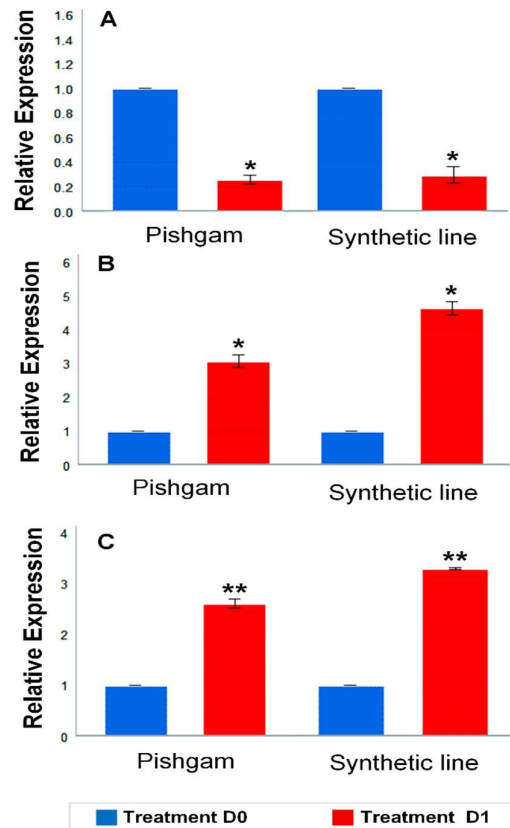 A
Relative Expression
1.6
1.4
1.2
1.0
0.8
0.6
0.4
0.2
0.0
*
*
Pishgam
Synthetic line
B
Relative Expression
6
5
4
3
2
1
0
*
*
Pishgam
Synthetic line
C
Relative Expression
4
3
2
1
0
**
**
Pishgam
Synthetic line
Treatment D0
Treatment D1